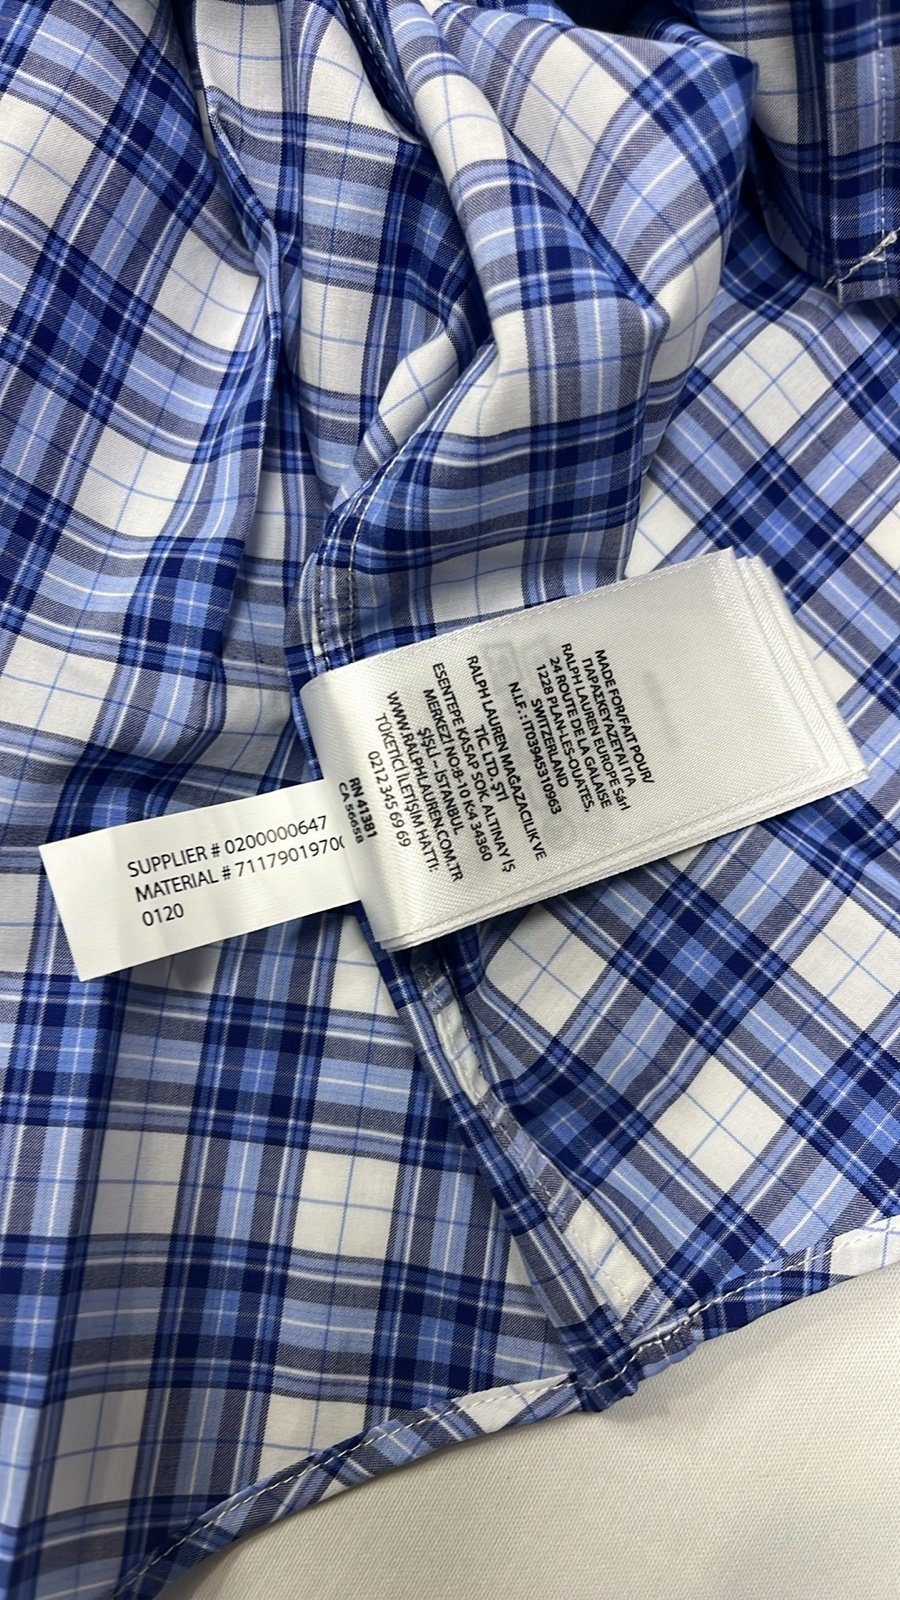 SUPPLIER # 0200000647
MATERIAL # 7117901970
0120
MADE FOR/FAIT POUR/
ΠΑΡΑΣΚΕΥΑΖΕΤΑΙ ΓΙΑ
RALPH LAUREN EUROPE Sàrl
24 ROUTE DE LA GALAISE
1228 PLAN-LES-OUATES,
SWITZERLAND
N.I.F.: IT03945310963
RALPH LAUREN MAĞAZACILIK VE
TİC. LTD. ŞTİ
ESENTEPE KASAP SOK. ALTINAY İŞ
MERKEZİ NO:8-10 K:4 34360
ŞİŞLİ – İSTANBUL
WWW.RALPHLAUREN.COM.TR
TÜKETİCİ İLETİŞİM HATTI:
0212 345 69 69
RN 41381
CA 56658